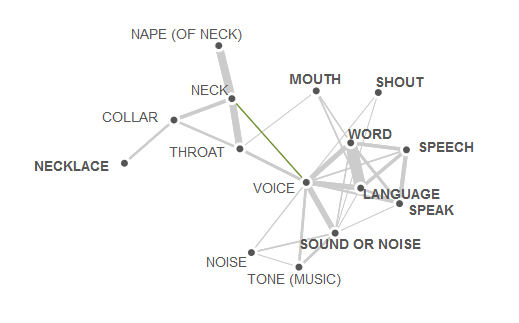 NAPE (OF NECK)
MOUTH
SHOUT
NECK
COLLAR
WORD
SPEECH
THROAT
NECKLACE
VOICE
LANGUAGE
SPEAK
SOUND OR NOISE
NOISE
TONE (MUSIC)